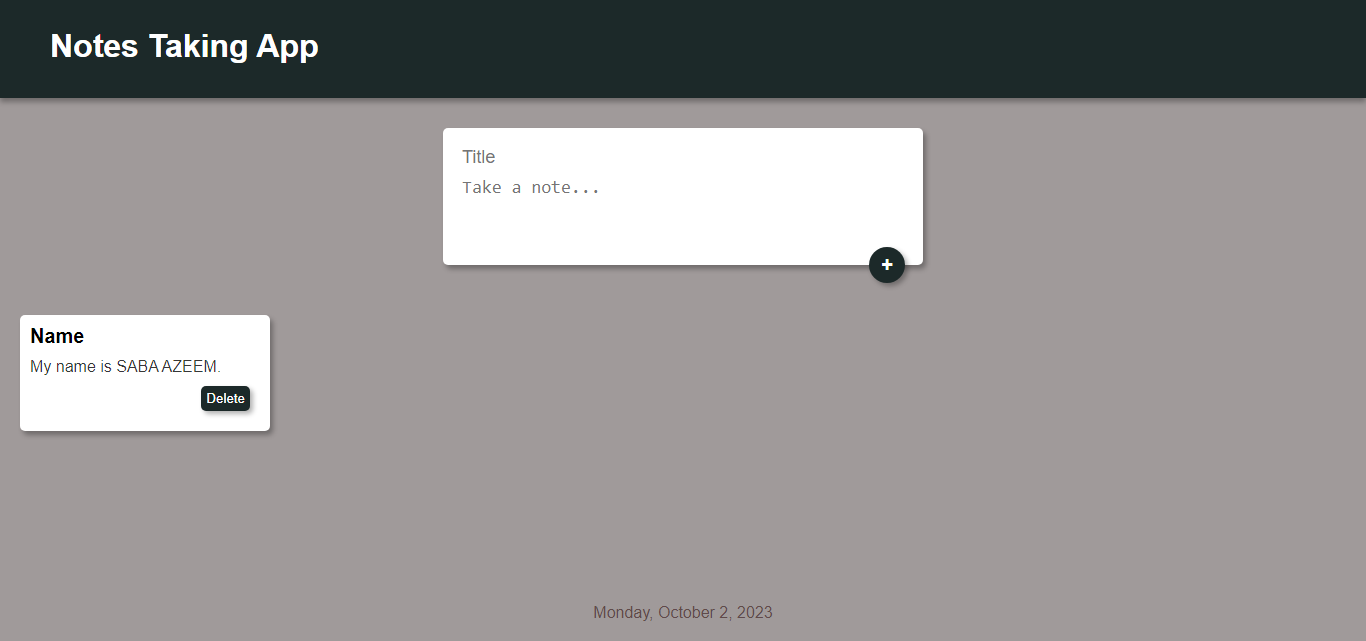 Notes Taking App
Title
Take a note...
+
Name
My name is SABA AZEEM.
Delete
Monday, October 2, 2023